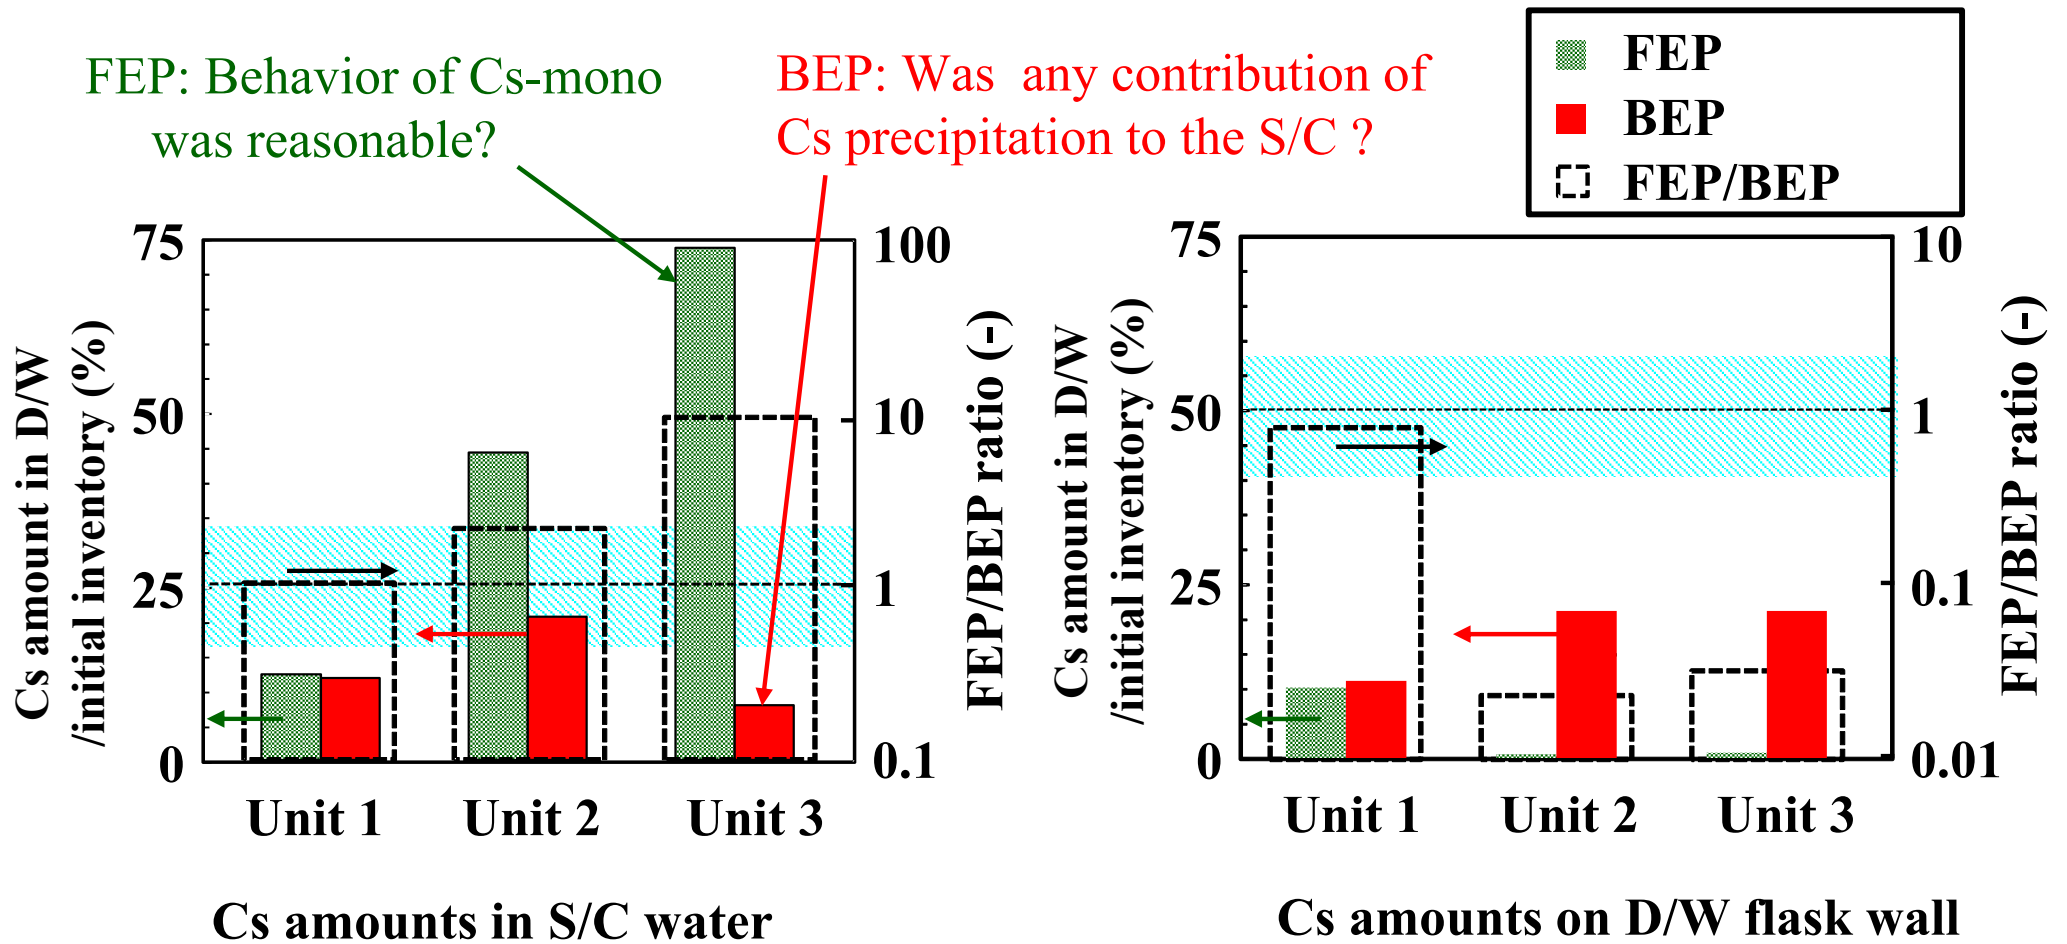 FEP: Behavior of Cs-mono
was reasonable?
BEP: Was any contribution of
Cs precipitation to the S/C ?
FEP
BEP
FEP/BEP
Cs amount in D/W
/initial inventory (%)
75
50
25
0
100
10
1
0.1
FEP/BEP ratio (-)
Unit 1
Unit 2
Unit 3
Cs amounts in S/C water
Cs amount in D/W
/initial inventory (%)
75
50
25
0
10
1
0.1
0.01
FEP/BEP ratio (-)
Unit 1
Unit 2
Unit 3
Cs amounts on D/W flask wall